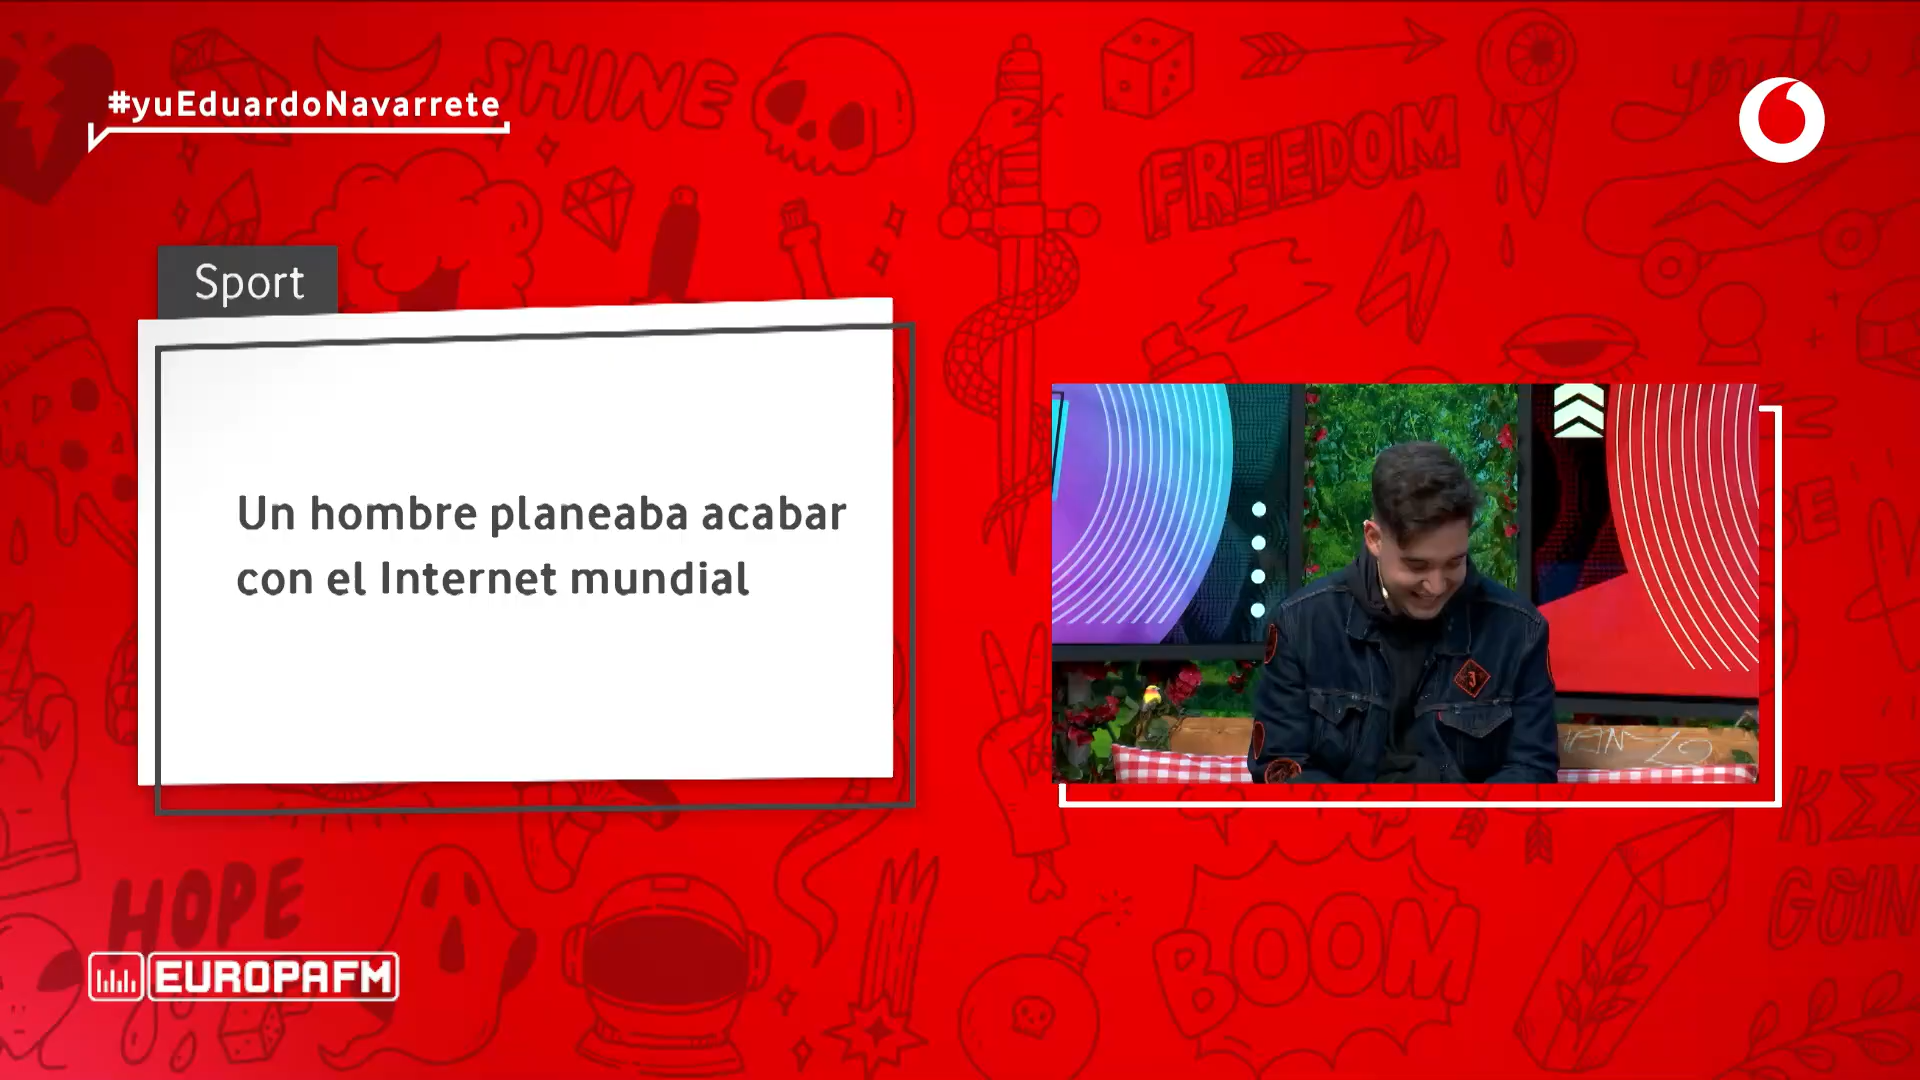 #yuEduardoNavarrete
SHINE
FREEDOM
Sport
Un hombre planeaba acabar
con el Internet mundial
HOPE
BOOM
EUROPAFM